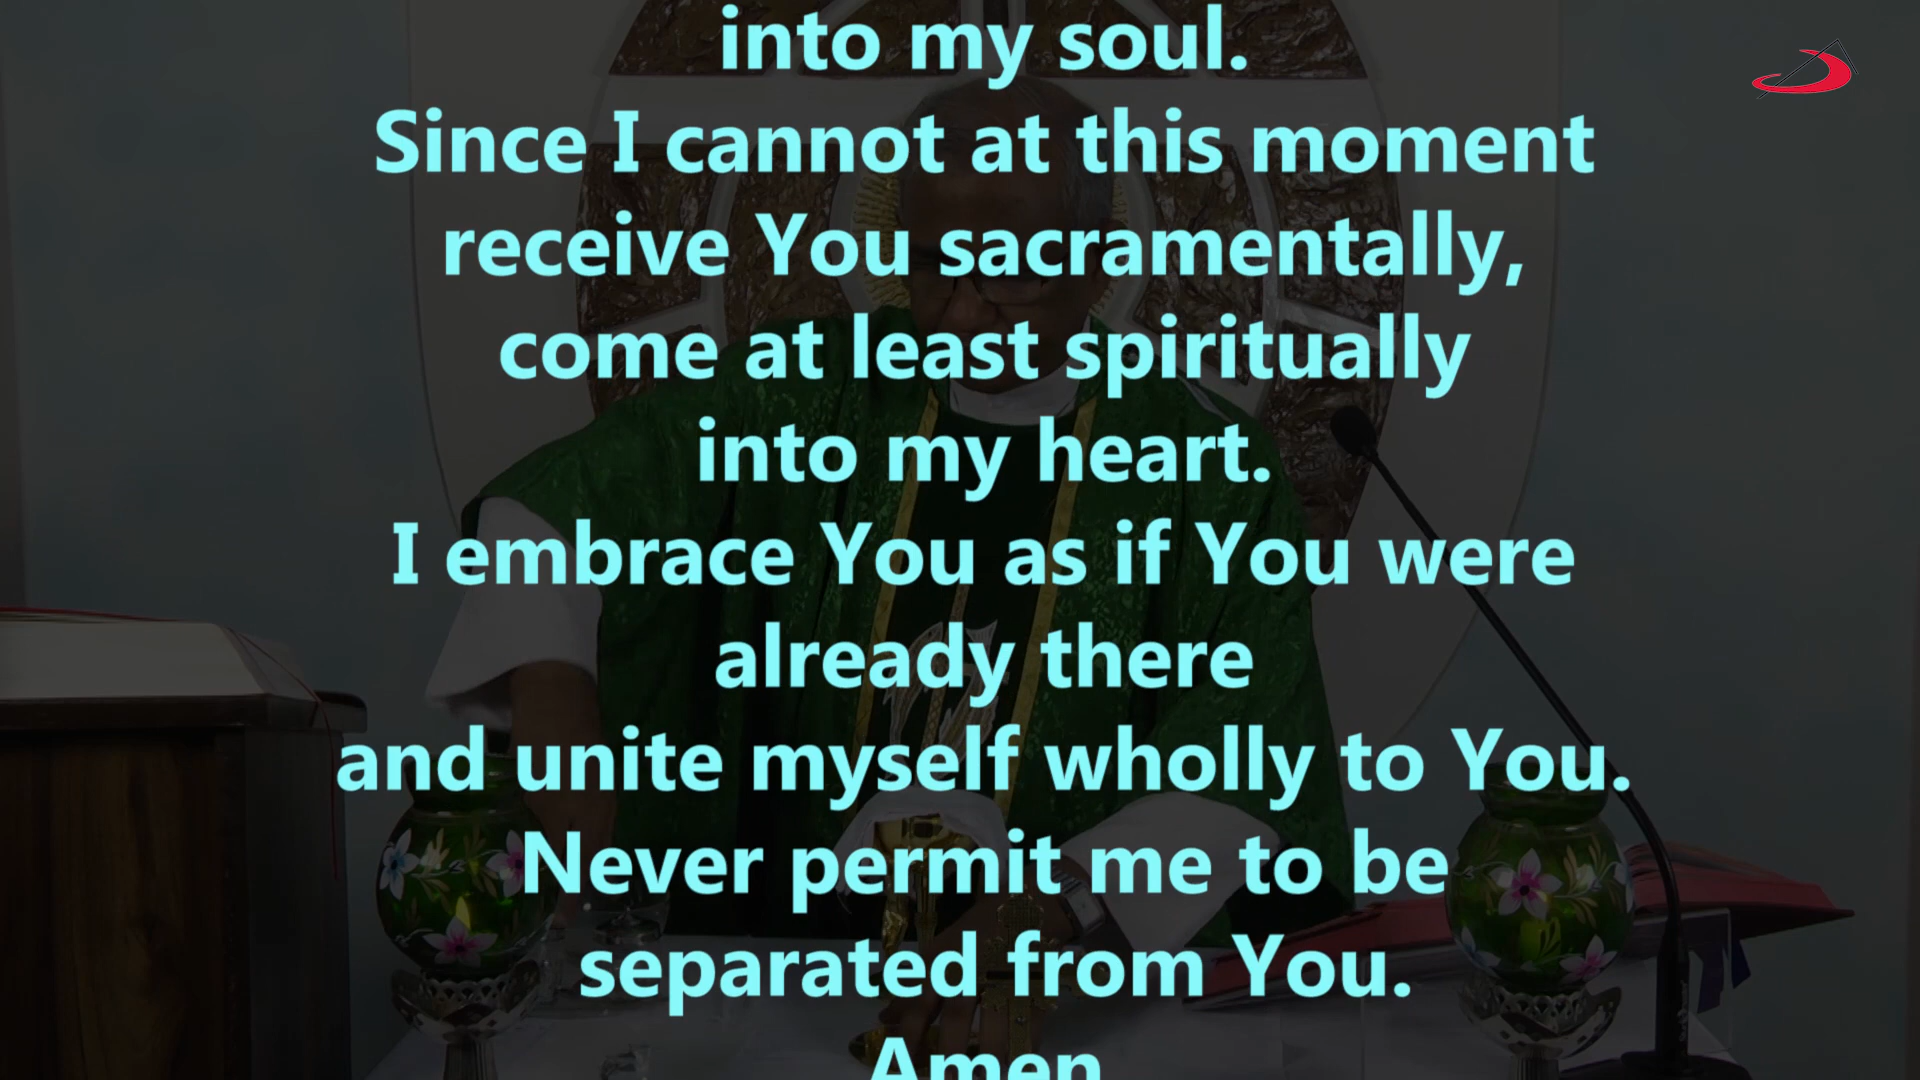 into my soul.
Since I cannot at this moment
receive You sacramentally,
come at least spiritually
into my heart.
I embrace You as if You were
already there
and unite myself wholly to You.
Never permit me to be
separated from You.
Amen